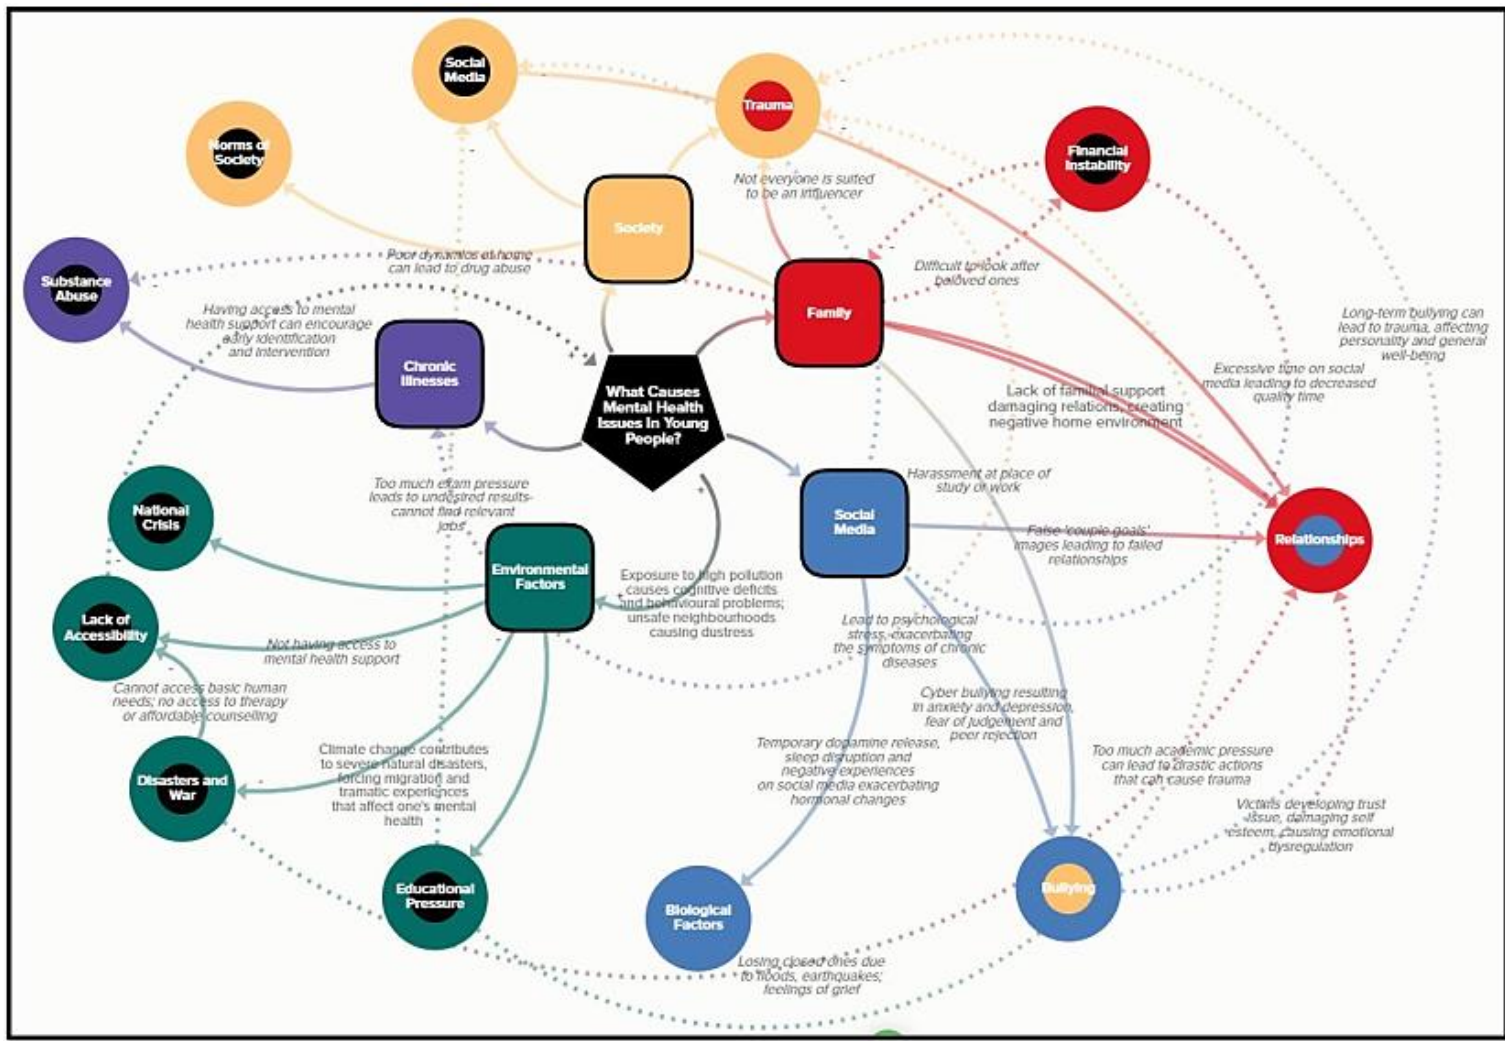 Social
Media
Trauma
Norms of
Society
Financial
Instability
Not everyone is suited
to be an influencer
Society
Poor dynamics at home
can lead to drug abuse
Substance
Abuse
Difficult to look after
beloved ones
Family
Having access to mental
health support can encourage
early identification
and intervention
Long-term bullying can
lead to trauma, affecting
personality and general
well-being
Chronic
Illnesses
What Causes
Mental Health
Issues In Young
People?
Excessive time on social
media leading to decreased
quality time
Lack of familial support
damaging relations, creating
negative home environment
Too much exam pressure
leads to undesired results-
cannot find relevant
jobs
Harassment at place of
study or work
National
Crisis
Social
Media
False 'couple goals'
images leading to failed
relationships
Relationships
Environmental
Factors
Exposure to high pollution
causes cognitive deficits
and behavioural problems;
unsafe neighbourhoods
causing dustress
Lack of
Accessibility
Not having access to
mental health support
Lead to psychological
stress, exacerbating
the symptoms of chronic
diseases
Cannot access basic human
needs; no access to therapy
or affordable counselling
Cyber bullying resulting
in anxiety and depression,
fear of judgement and
peer rejection
Disasters and
War
Climate change contributes
to severe natural disasters,
forcing migration and
tramatic experiences
that affect one's mental
health
Temporary dopamine release,
sleep disruption and
negative experiences
on social media exacerbating
hormonal changes
Too much academic pressure
can lead to drastic actions
that can cause trauma
Victims developing trust
issue, damaging self
esteem, causing emotional
dysregulation
Educational
Pressure
Biological
Factors
Bullying
Losing closed ones due
to floods, earthquakes;
feelings of grief